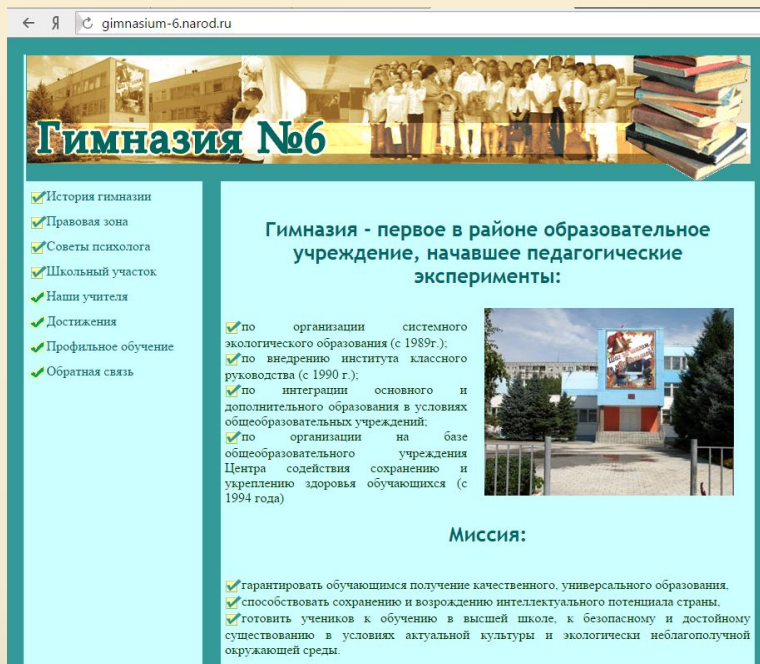 gimnasium-6.narod.ru
Гимназия №6
История гимназии
Правовая зона
Советы психолога
Школьный участок
Наши учителя
Достижения
Профильное обучение
Обратная связь
Гимназия - первое в районе образовательное
учреждение, начавшее педагогические
эксперименты:
по организации системного
экологического образования (с 1989г.);
по внедрению института классного
руководства (с 1990 г.);
по интеграции основного и
дополнительного образования в условиях
общеобразовательных учреждений;
по организации на базе
общеобразовательного учреждения
Центра содействия сохранению и
укреплению здоровья обучающихся (с
1994 года)
Миссия:
гарантировать обучающимся получение качественного, универсального образования,
способствовать сохранению и возрождению интеллектуального потенциала страны,
готовить учеников к обучению в высшей школе, к безопасному и достойному
существованию в условиях актуальной культуры и экологически неблагополучной
окружающей среды.